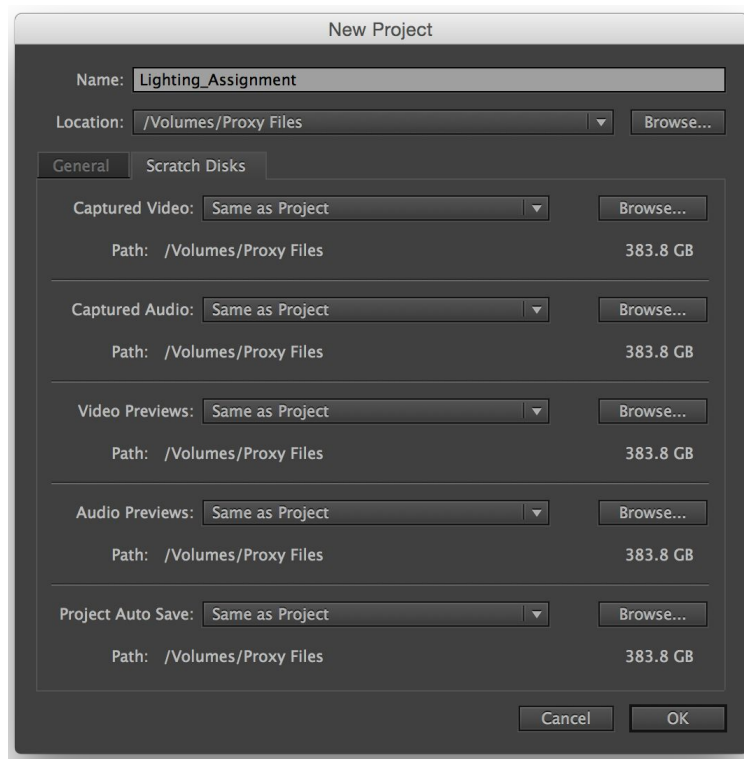 New Project
Name: Lighting_Assignment
Location: /Volumes/Proxy Files Browse...
General Scratch Disks
Captured Video: Same as Project Browse...
Path: /Volumes/Proxy Files 383.8 GB
Captured Audio: Same as Project Browse...
Path: /Volumes/Proxy Files 383.8 GB
Video Previews: Same as Project Browse...
Path: /Volumes/Proxy Files 383.8 GB
Audio Previews: Same as Project Browse...
Path: /Volumes/Proxy Files 383.8 GB
Project Auto Save: Same as Project Browse...
Path: /Volumes/Proxy Files 383.8 GB
Cancel OK